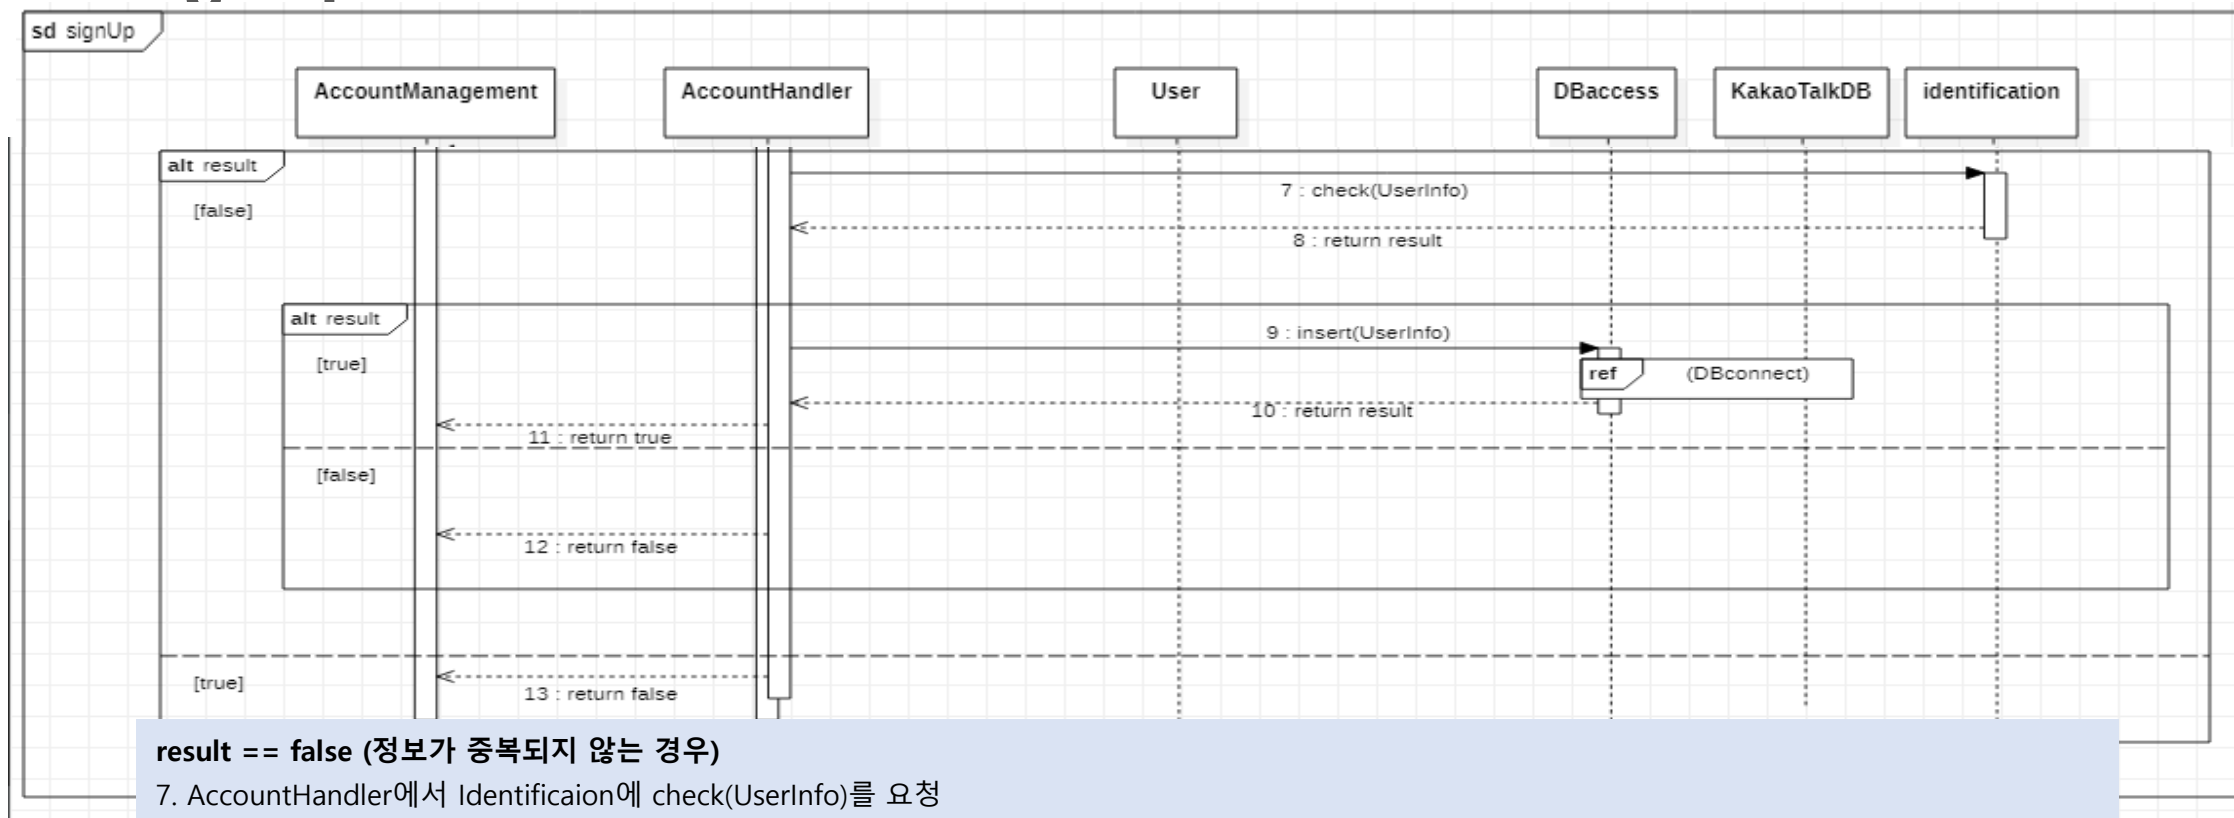 sd signUp
AccountManagement
AccountHandler
User
DBaccess
KakaoTalkDB
identification
alt result
[false]
7 : check(UserInfo)
8 : return result
alt result
[true]
9 : insert(UserInfo)
ref (DBconnect)
10 : return result
11 : return true
[false]
12 : return false
[true]
13 : return false
result == false (정보가 중복되지 않는 경우)
7. AccountHandler에서 Identificaion에 check(UserInfo)를 요청